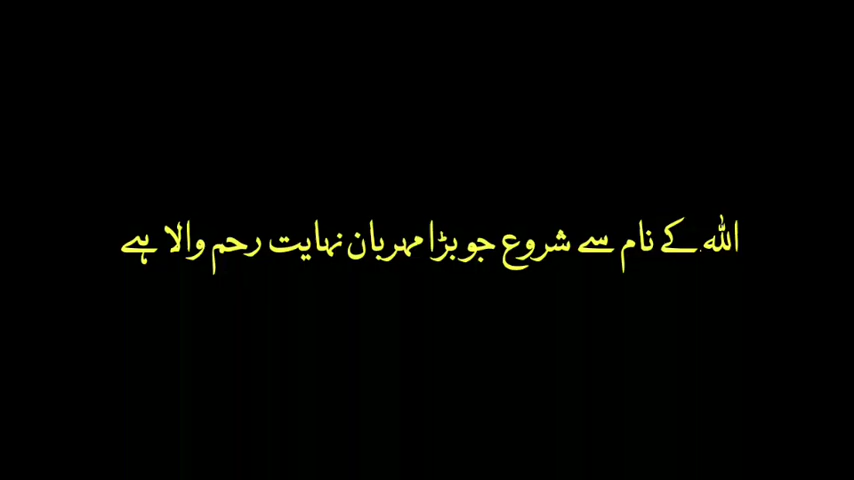 اللہ کے نام سے شروع جو بڑا مہربان نہایت رحم والا ہے